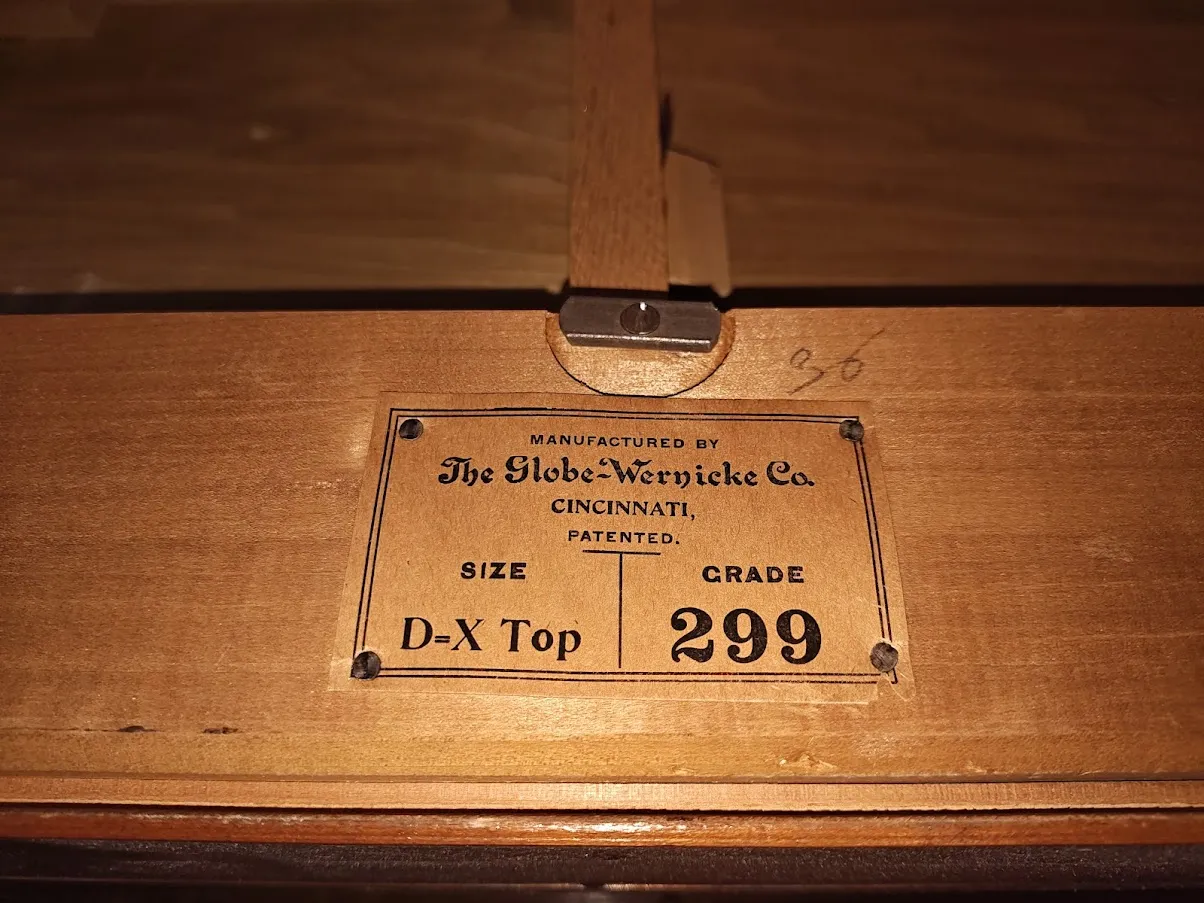 36
MANUFACTURED BY
The Globe-Wernicke Co.
CINCINNATI,
PATENTED.
SIZE
GRADE
D=X Top
299